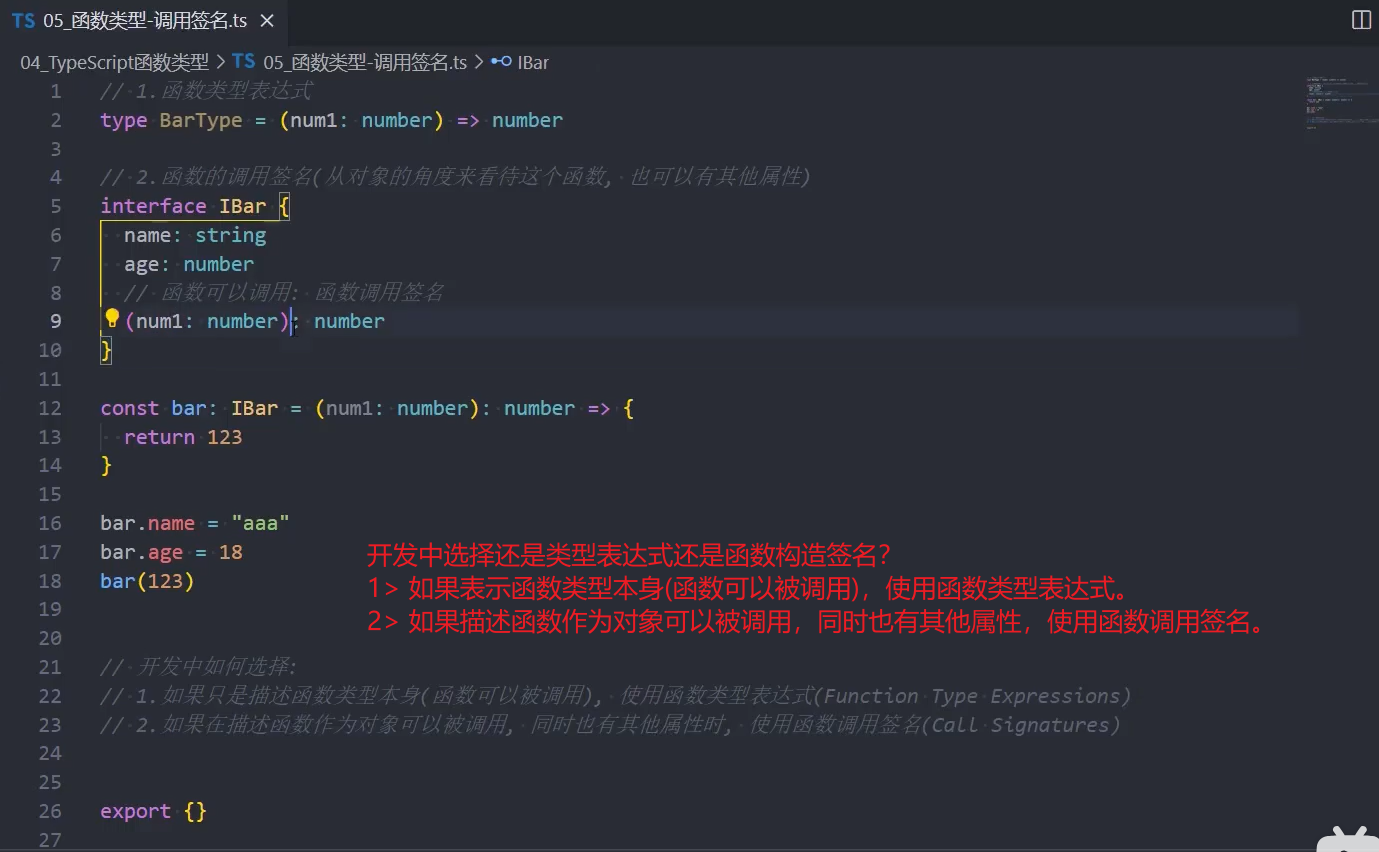 TS 05_函数类型-调用签名.ts ×
04_TypeScript函数类型 > TS 05_函数类型-调用签名.ts > IBar
1 // 1.函数类型表达式
2 type BarType = (num1: number) => number
3
4 // 2.函数的调用签名(从对象的角度来看待这个函数, 也可以有其他属性)
5 interface IBar {
6 name: string
7 age: number
8 // 函数可以调用: 函数调用签名
9 (num1: number): number
10 }
11
12 const bar: IBar = (num1: number): number => {
13 return 123
14 }
15
16 bar.name = "aaa"
17 bar.age = 18
开发中选择还是类型表达式还是函数构造签名？
18 bar(123)
1> 如果表示函数类型本身(函数可以被调用)，使用函数类型表达式。
19
2> 如果描述函数作为对象可以被调用，同时也有其他属性，使用函数调用签名。
20
21 // 开发中如何选择:
22 // 1.如果只是描述函数类型本身(函数可以被调用), 使用函数类型表达式(Function Type Expressions)
23 // 2.如果在描述函数作为对象可以被调用, 同时也有其他属性时, 使用函数调用签名(Call Signatures)
24
25
26 export {}
27